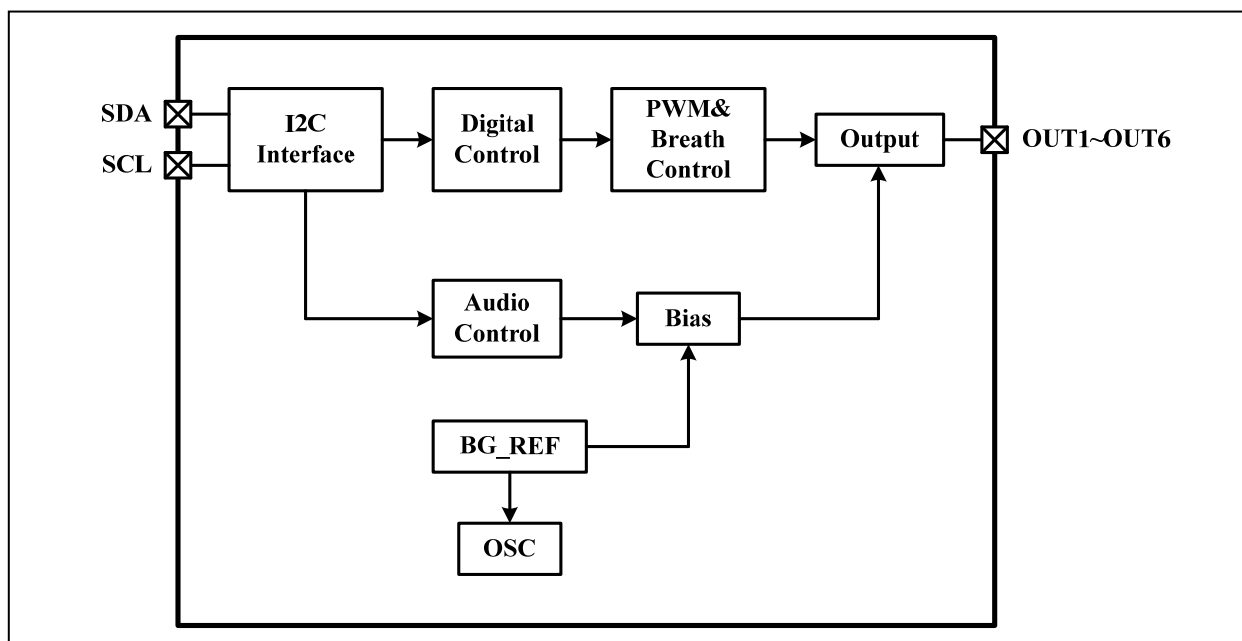 SDA
SCL
I2C
Interface
Digital
Control
PWM&
Breath
Control
Output
OUT1~OUT6
Audio
Control
Bias
BG_REF
OSC